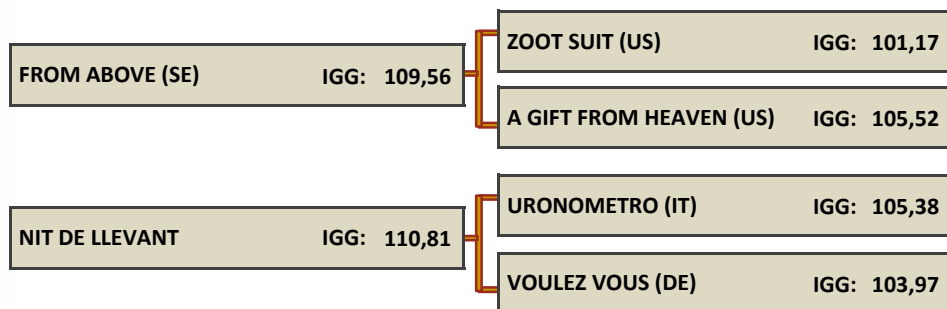 ZOOT SUIT (US) IGG: 101,17
FROM ABOVE (SE) IGG: 109,56
A GIFT FROM HEAVEN (US) IGG: 105,52
URONOMETRO (IT) IGG: 105,38
NIT DE LLEVANT IGG: 110,81
VOULEZ VOUS (DE) IGG: 103,97